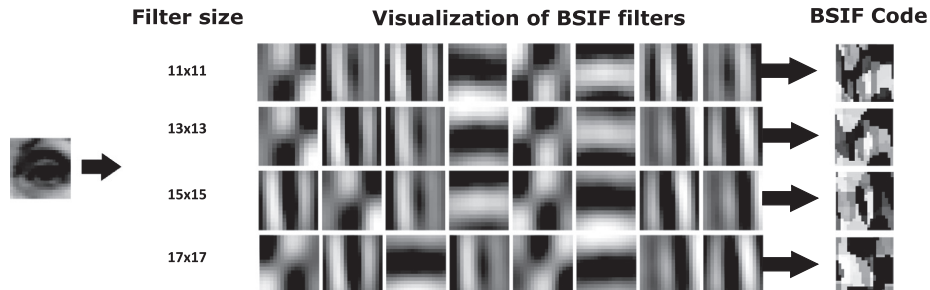 Filter size
Visualization of BSIF filters
BSIF Code
11x11
13x13
15x15
17x17